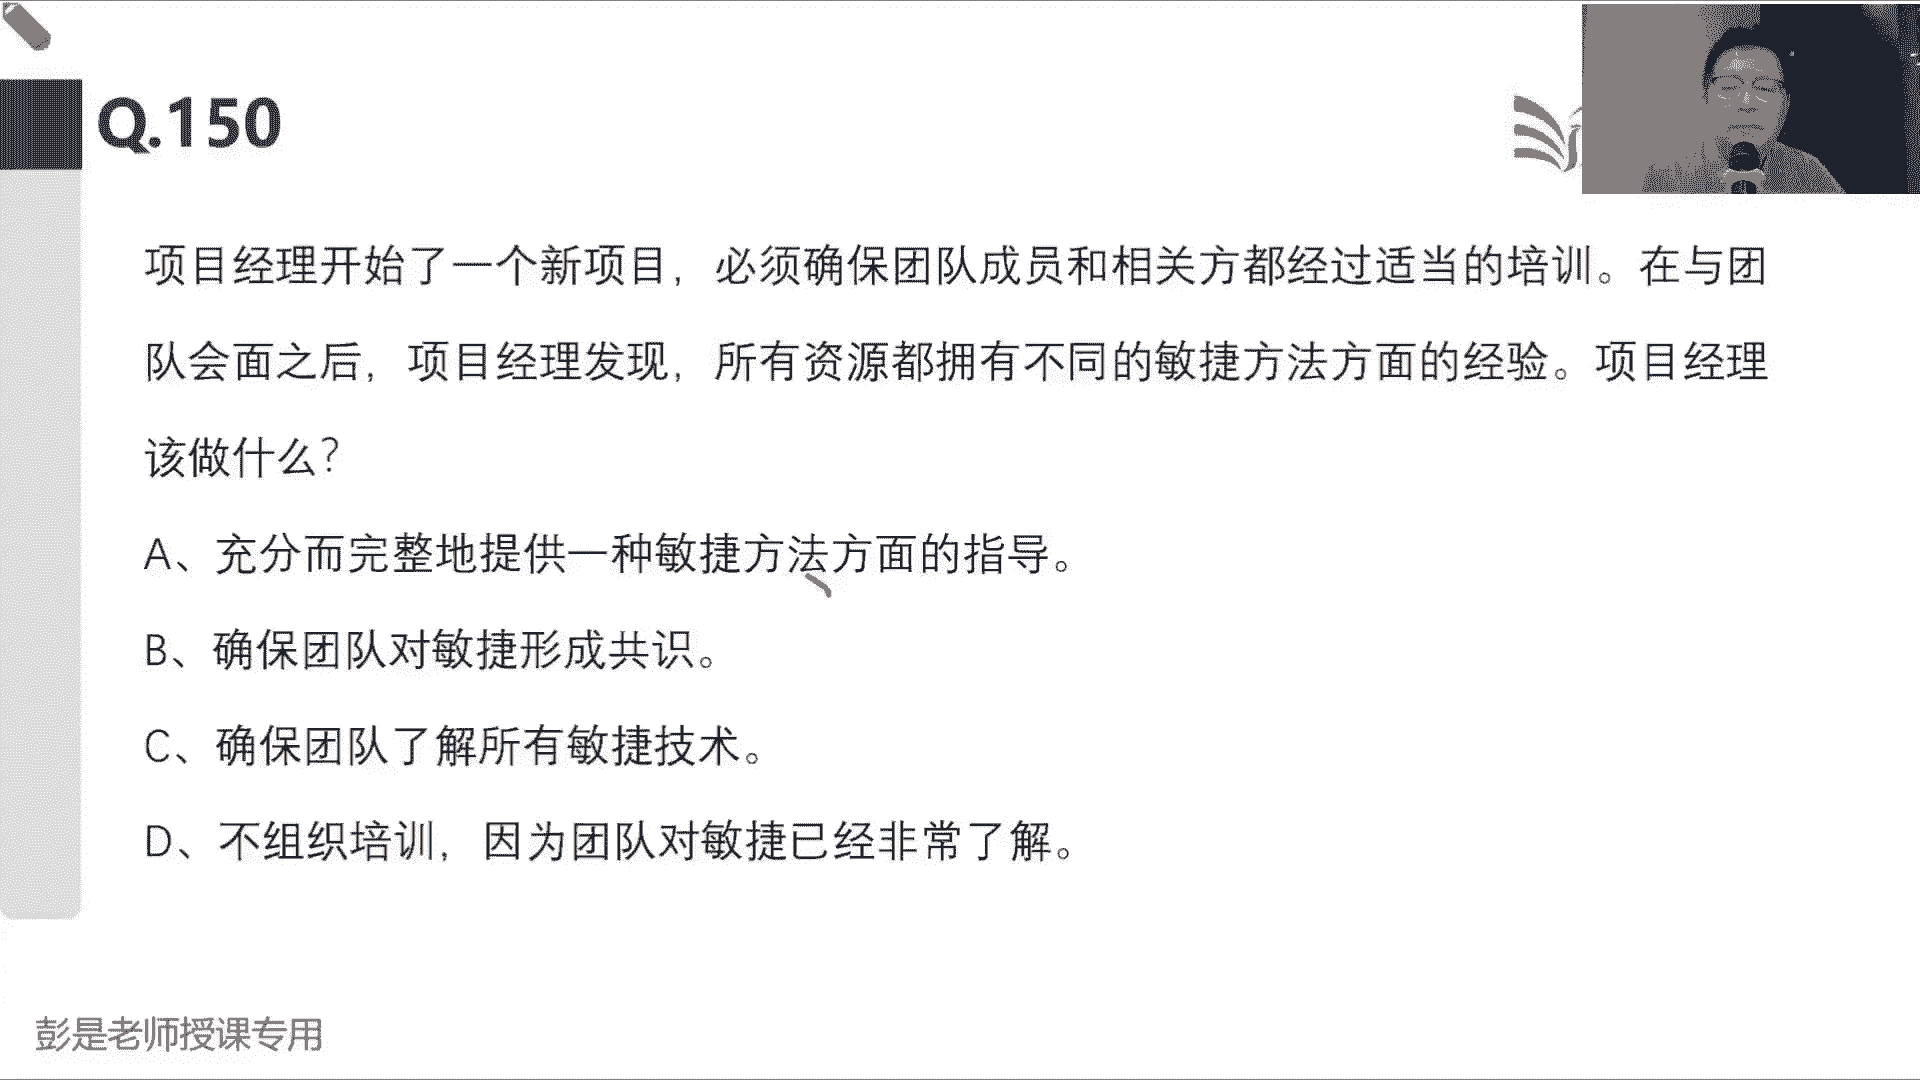 Q.150
项目经理开始了一个新项目，必须确保团队成员和相关方都经过适当的培训。在与团
队会面之后，项目经理发现，所有资源都拥有不同的敏捷方法方面的经验。项目经理
该做什么？
A、充分而完整地提供一种敏捷方法方面的指导。
B、确保团队对敏捷形成共识。
C、确保团队了解所有敏捷技术。
D、不组织培训，因为团队对敏捷已经非常了解。
彭是老师授课专用